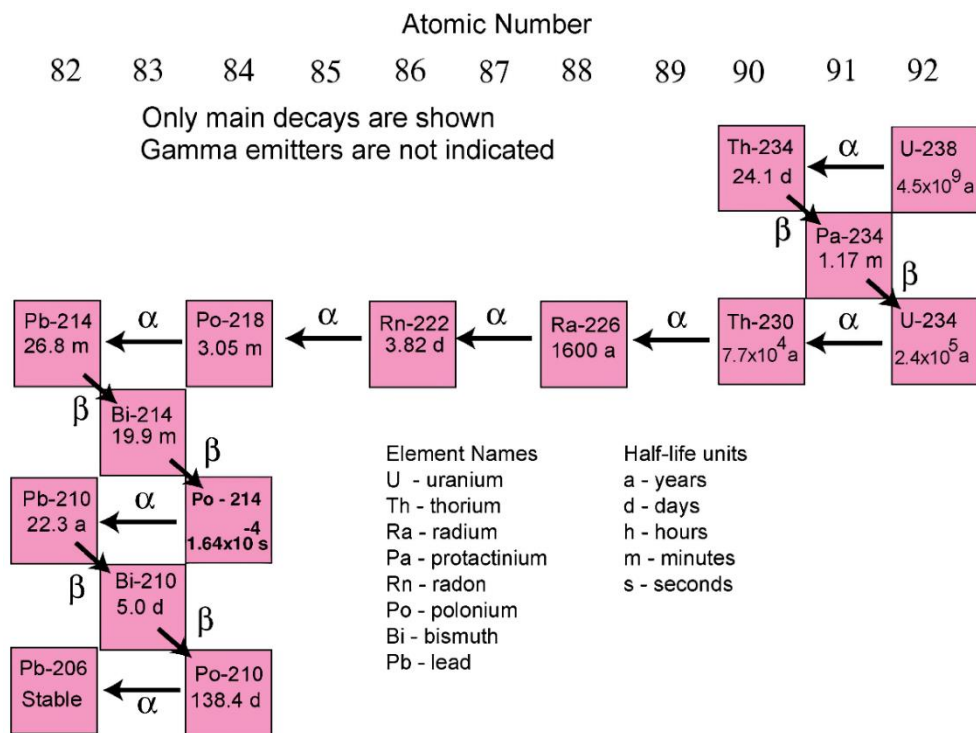 Atomic Number
82 83 84 85 86 87 88 89 90 91 92
Only main decays are shown
Gamma emitters are not indicated
Th-234
24.1 d
α
U-238
4.5x10⁹ a
β
Pa-234
1.17 m
β
Pb-214
26.8 m
α
Po-218
3.05 m
α
Rn-222
3.82 d
α
Ra-226
1600 a
α
Th-230
7.7x10⁴ a
α
U-234
2.4x10⁵ a
β
Bi-214
19.9 m
β
Pb-210
22.3 a
α
Po - 214
-4
1.64x10 s
β
Bi-210
5.0 d
β
Pb-206
Stable
α
Po-210
138.4 d
Element Names
U - uranium
Th - thorium
Ra - radium
Pa - protactinium
Rn - radon
Po - polonium
Bi - bismuth
Pb - lead
Half-life units
a - years
d - days
h - hours
m - minutes
s - seconds